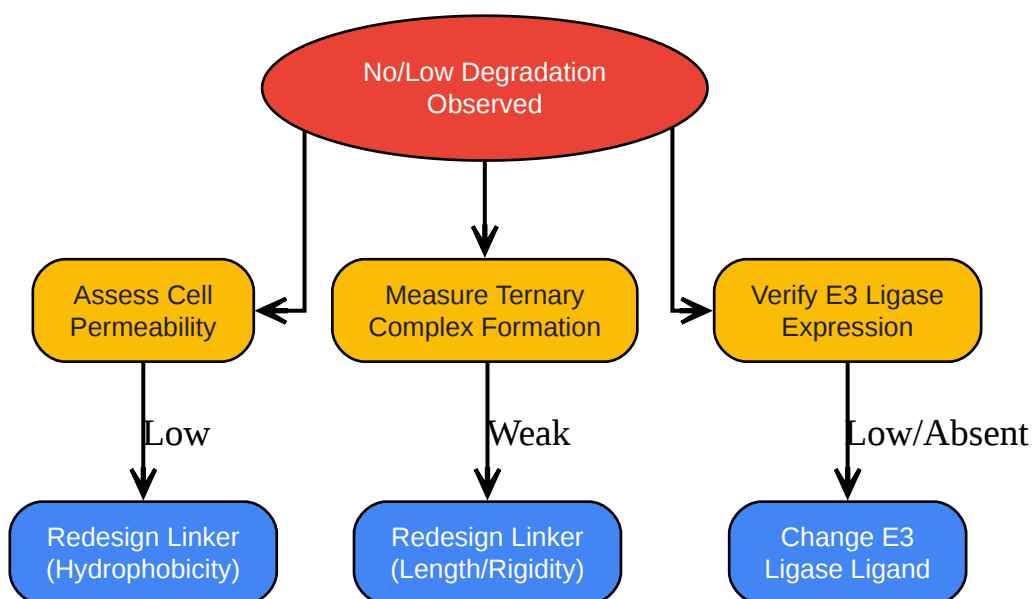 No/Low Degradation
Observed
Assess Cell
Permeability
Measure Ternary
Complex Formation
Verify E3 Ligase
Expression
Low
Weak
Low/Absent
Redesign Linker
(Hydrophobicity)
Redesign Linker
(Length/Rigidity)
Change E3
Ligase Ligand